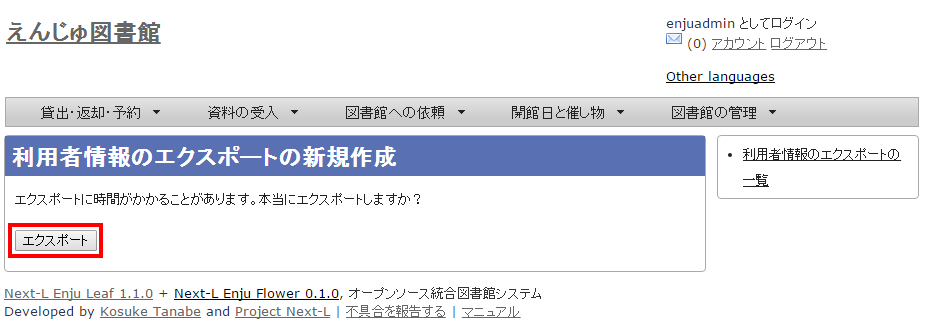 えんじゅ図書館
enjuadmin としてログイン
(0) アカウント ログアウト
Other languages
貸出・返却・予約 ▼ 資料の受入 ▼ 図書館への依頼 ▼ 開館日と催し物 ▼ 図書館の管理 ▼
利用者情報のエクスポートの新規作成
エクスポートに時間がかかることがあります。本当にエクスポートしますか？
エクスポート
• 利用者情報のエクスポートの
一覧
Next-L Enju Leaf 1.1.0 + Next-L Enju Flower 0.1.0, オープンソース統合図書館システム
Developed by Kosuke Tanabe and Project Next-L | 不具合を報告する | マニュアル